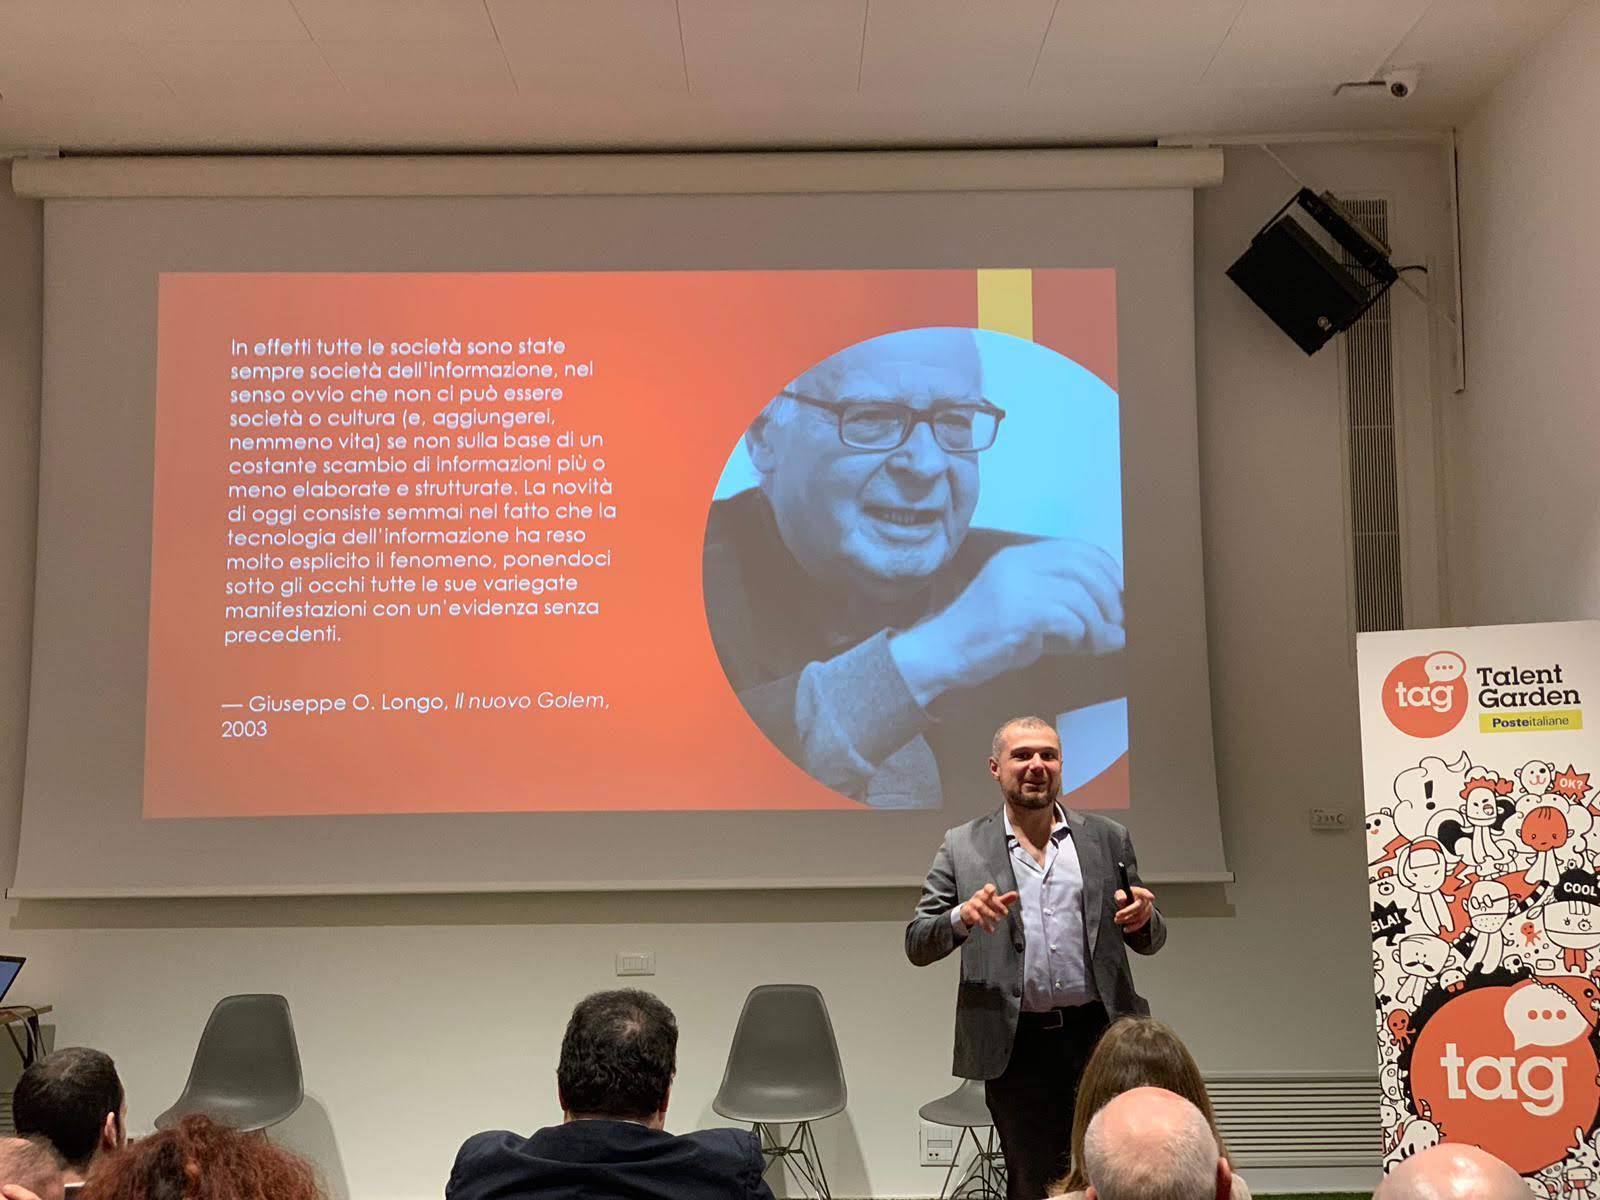 In effetti tutte le società sono state
sempre società dell'informazione, nel
senso ovvio che non ci può essere
società o cultura (e, aggiungerei,
nemmeno vita) se non sulla base di un
costante scambio di informazioni più o
meno elaborate e strutturate. La novità
di oggi consiste semmai nel fatto che la
tecnologia dell'informazione ha reso
molto esplicito il fenomeno, ponendoci
sotto gli occhi tutte le sue variegate
manifestazioni con un'evidenza senza
precedenti.
— Giuseppe O. Longo, Il nuovo Golem,
2003
tag
Talent
Garden
Posteitaliane
OK?
COOL
BLA!
tag